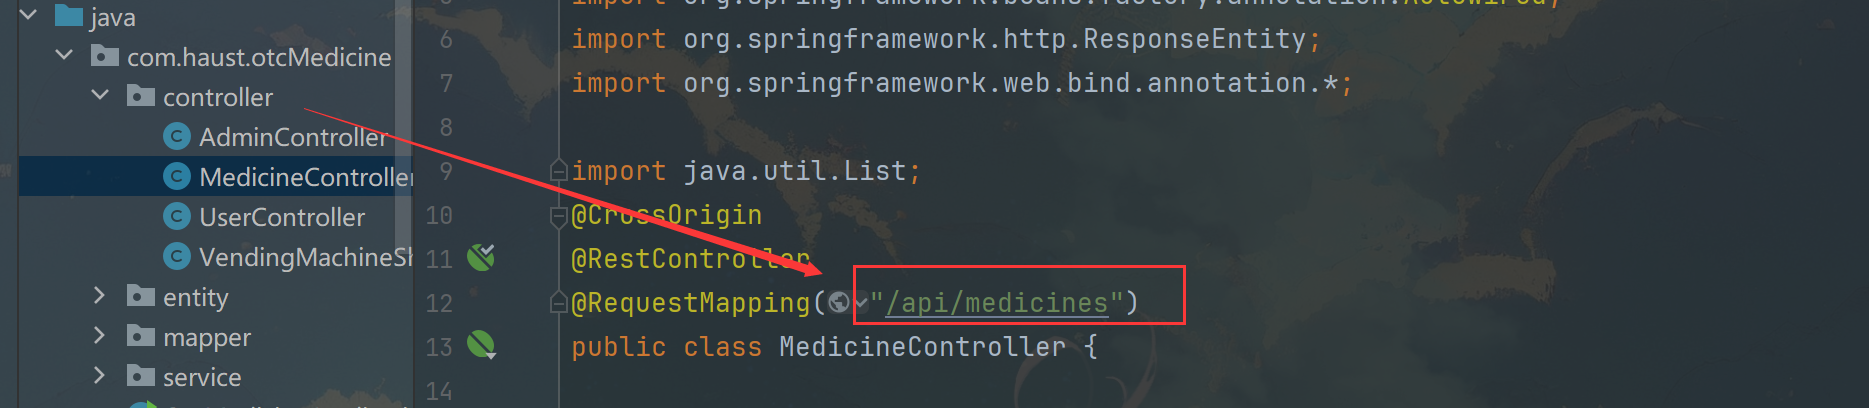 java
com.haust.otcMedicine
controller
AdminController
MedicineController
UserController
VendingMachineSh
entity
mapper
service
6 import org.springframework.http.ResponseEntity;
7 import org.springframework.web.bind.annotation.*;
8
9 import java.util.List;
10 @CrossOrigin
11 @RestController
12 @RequestMapping("/api/medicines")
13 public class MedicineController {
14